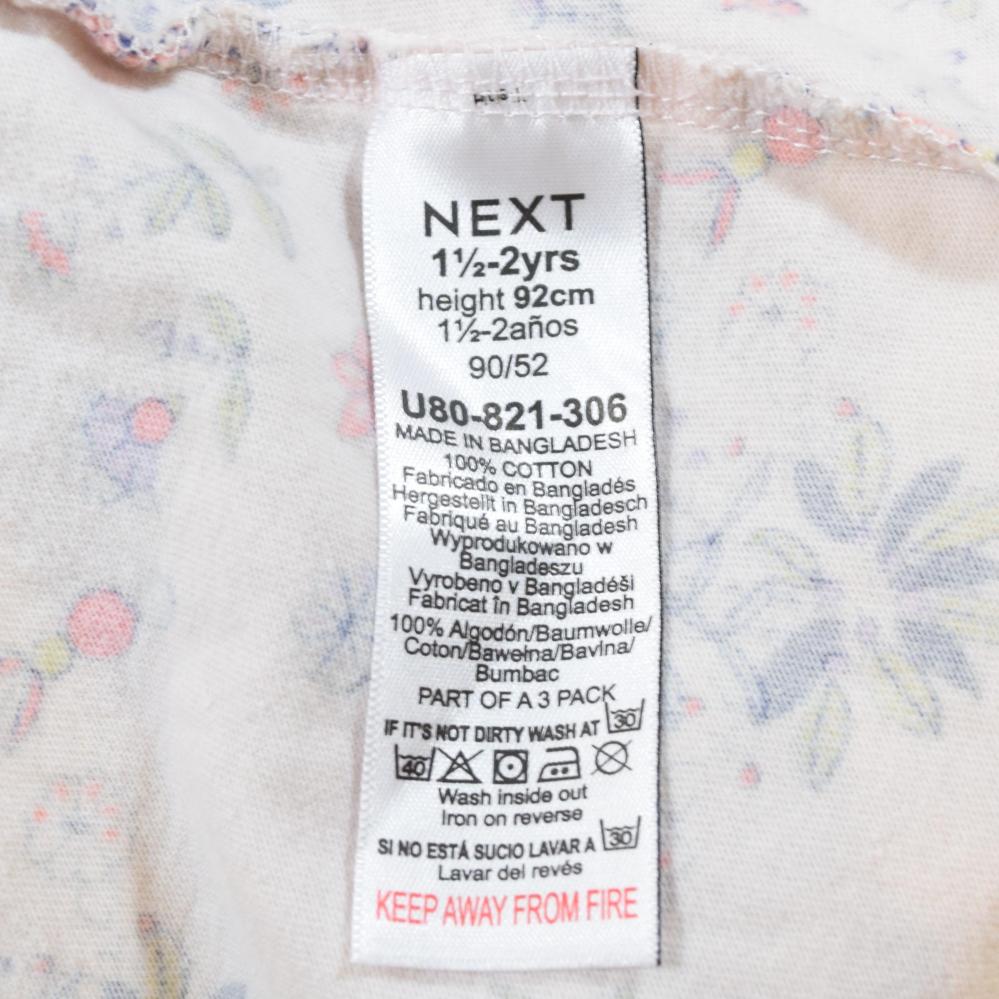 NEXT
1½-2yrs
height 92cm
1½-2años
90/52
U80-821-306
MADE IN BANGLADESH
100% COTTON
Fabricado en Bangladés
Hergestellt in Bangladesch
Fabriqué au Bangladesh
Wyprodukowano w
Bangladeszu
Vyrobeno v Bangladéši
Fabricat în Bangladesh
100% Algodón/Baumwolle/
Coton/Bawełna/Bavlna/
Bumbac
PART OF A 3 PACK
IF IT'S NOT DIRTY WASH AT 30
40
Wash inside out
Iron on reverse
SI NO ESTÁ SUCIO LAVAR A 30
Lavar del revés
KEEP AWAY FROM FIRE